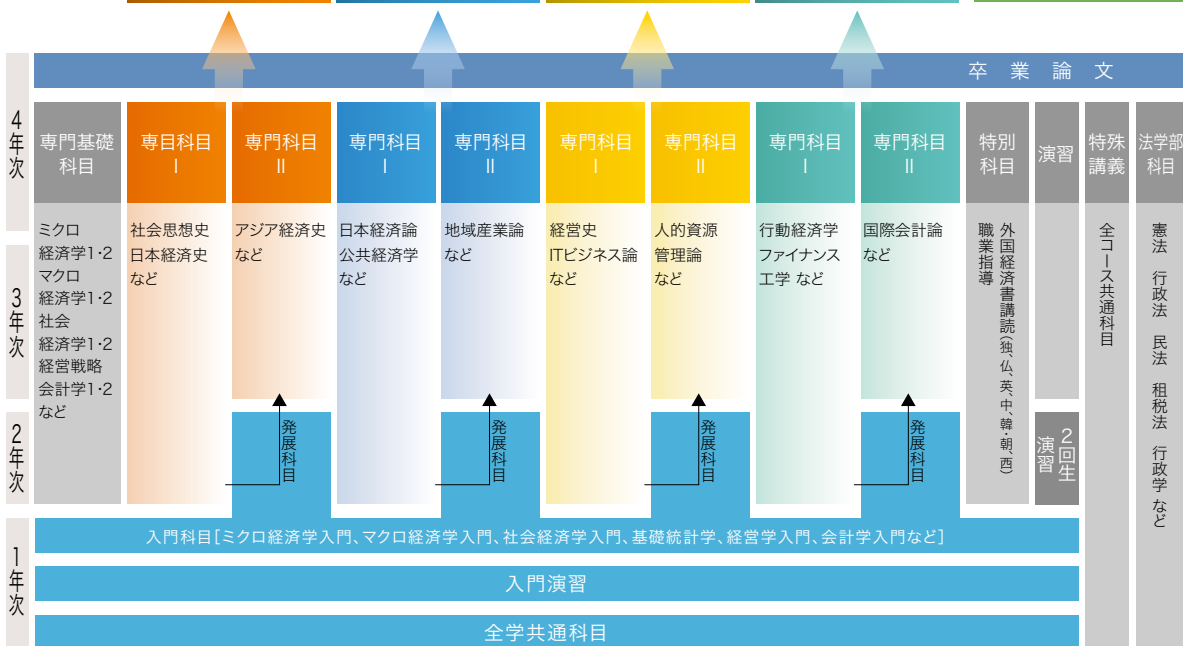 卒業論文
4年次
3年次
2年次
1年次
専門基礎
科目
専目科目
I
専門科目
II
専門科目
I
専門科目
II
専門科目
I
専門科目
II
専門科目
I
専門科目
II
特別
科目
演習
特殊
講義
法学部
科目
ミクロ
経済学1・2
マクロ
経済学1・2
社会
経済学1・2
経営戦略
会計学1・2
など
社会思想史
日本経済史
など
アジア経済史
など
日本経済論
公共経済学
など
地域産業論
など
経営史
ITビジネス論
など
人的資源
管理論
など
行動経済学
ファイナンス
工学 など
国際会計論
など
外国経済書講読(独、仏、英、中、韓・朝、西)
職業指導
全コース共通科目
憲法 行政法 民法 租税法 行政学 など
発展科目
発展科目
発展科目
発展科目
2回生
演習
入門科目[ミクロ経済学入門、マクロ経済学入門、社会経済学入門、基礎統計学、経営学入門、会計学入門など]
入門演習
全学共通科目